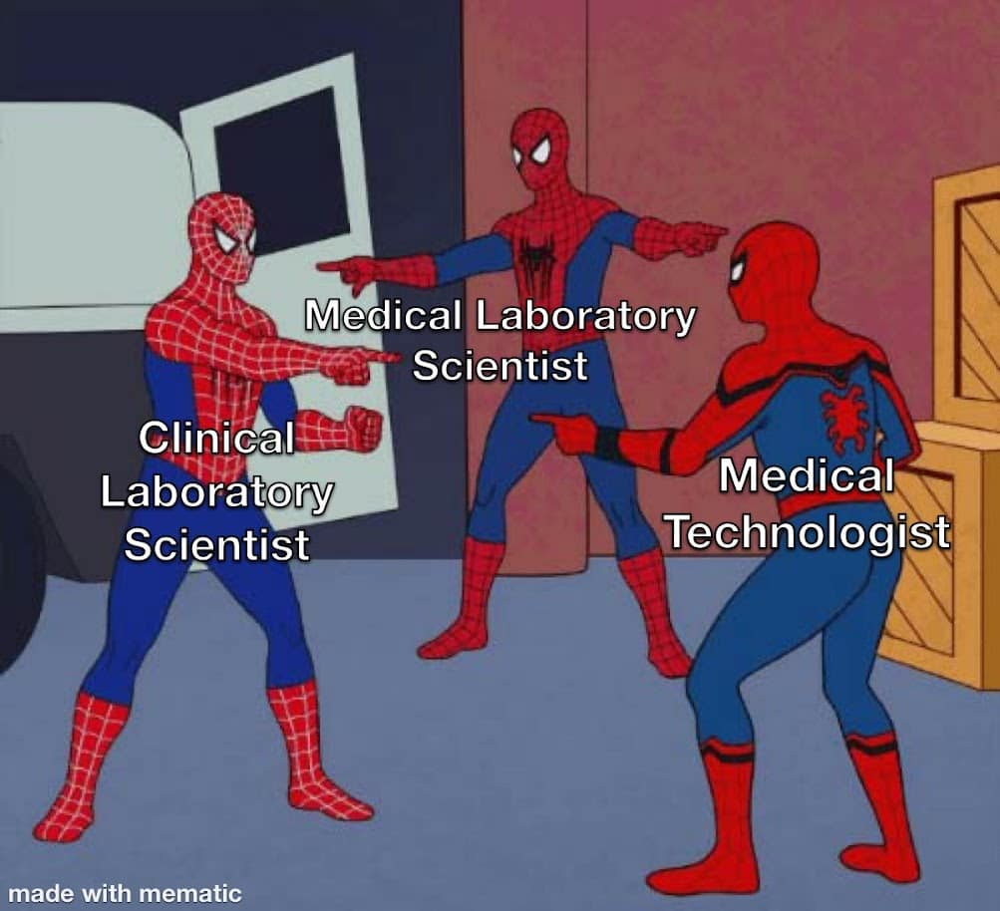 Medical Laboratory
Scientist
Clinical
Laboratory
Scientist
Medical
Technologist
made with mematic